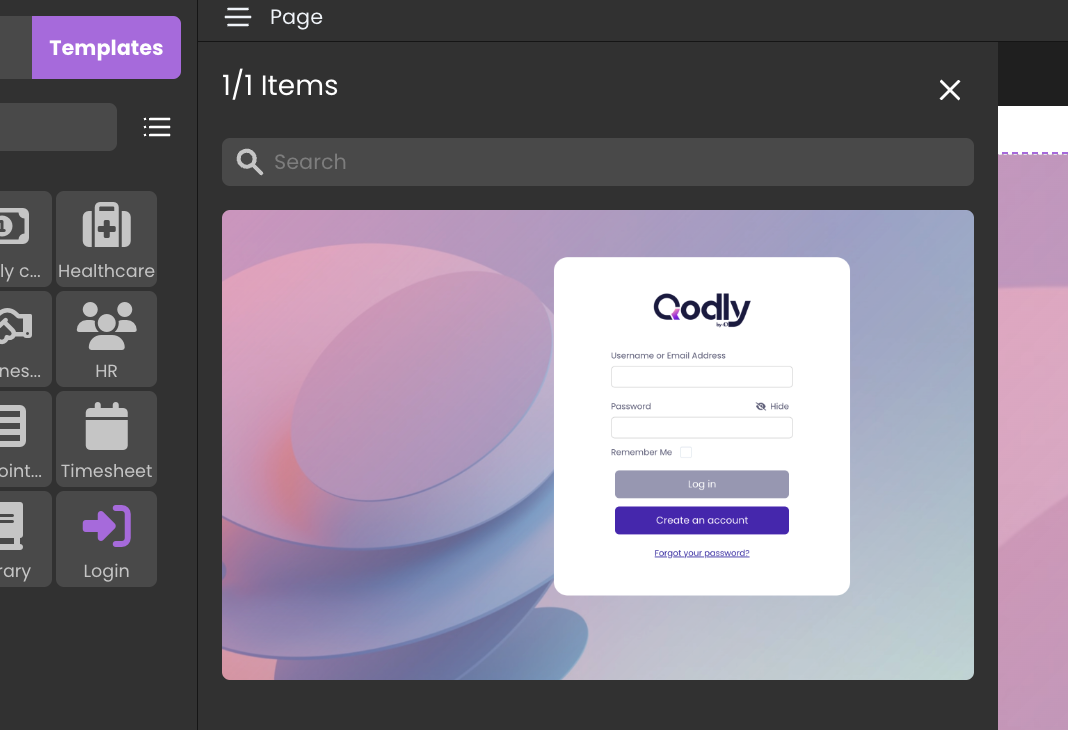 Page
Templates
1/1 Items
Search
ly c...
Healthcare
nes...
HR
oint...
Timesheet
rary
Login
Qodly
by 4D
Username or Email Address
Password
Hide
Remember Me
Log in
Create an account
Forgot your password?